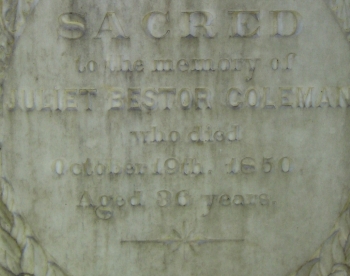 SACRED
to the memory of
JULIET BESTOR COLEMAN
who died
October 19th. 1850
Aged 36 years.